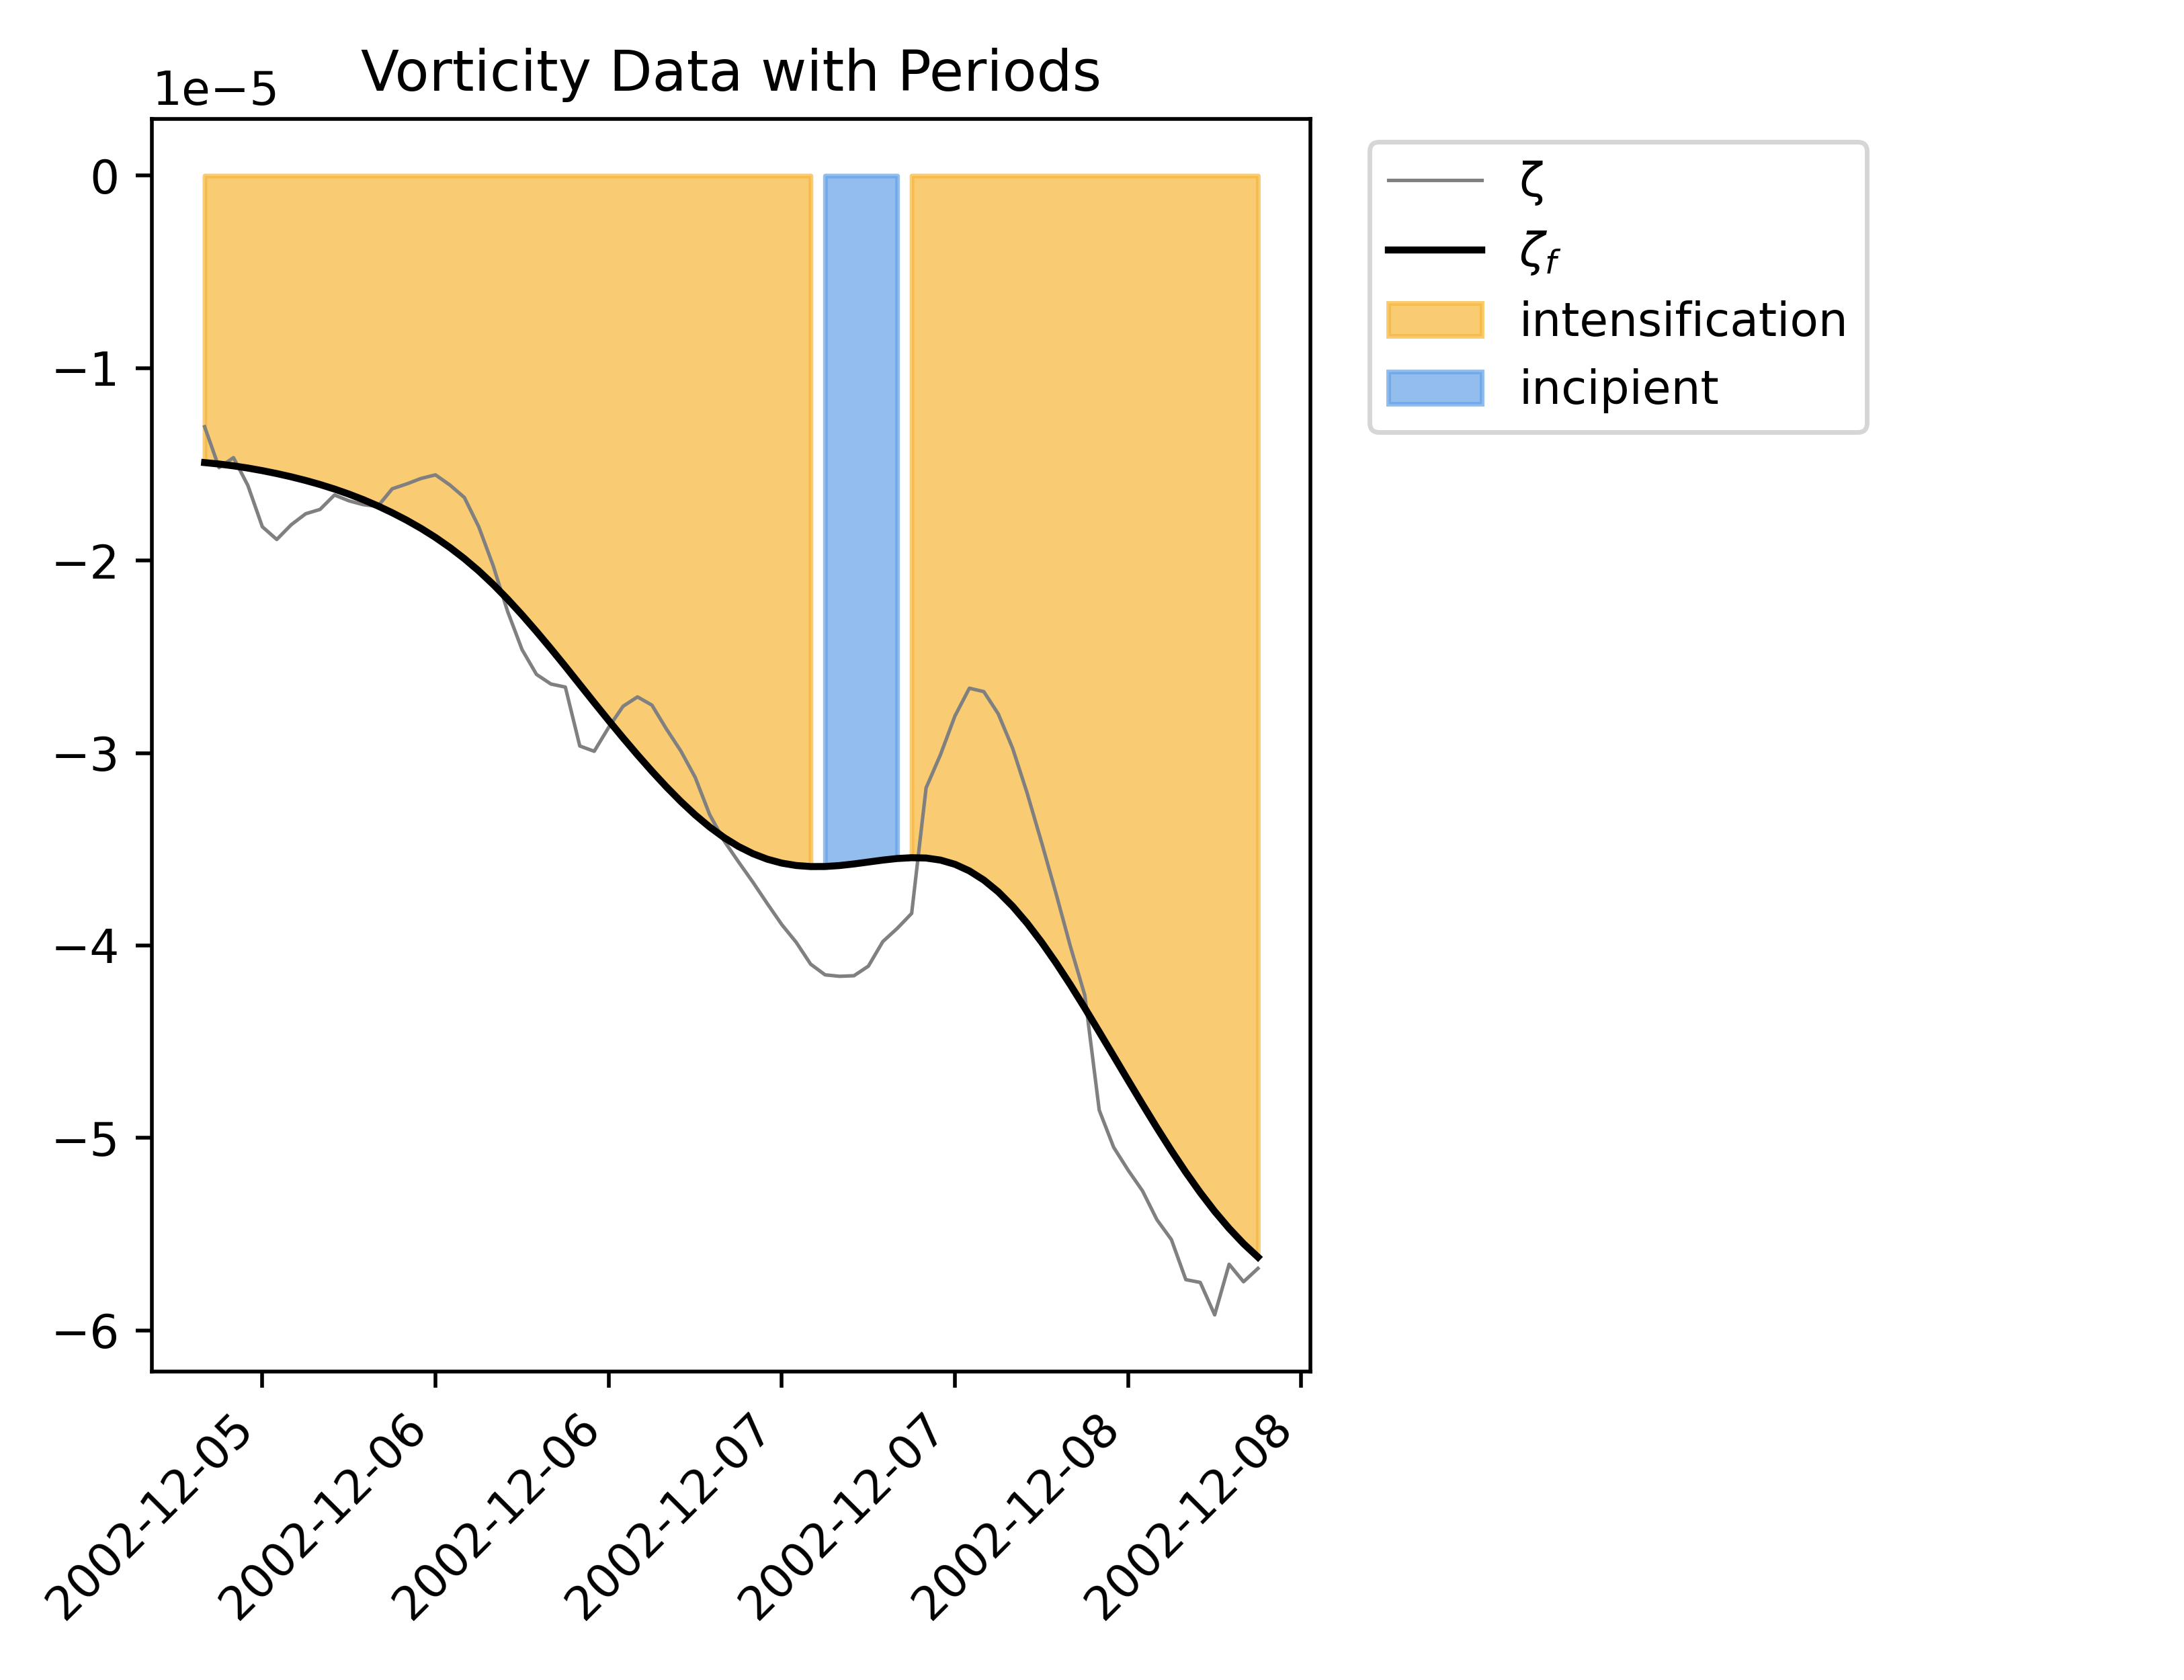 Vorticity Data with Periods
1e−5
0
−1
−2
−3
−4
−5
−6
2002-12-05
2002-12-06
2002-12-06
2002-12-07
2002-12-07
2002-12-08
2002-12-08
ζ
ζf
intensification
incipient